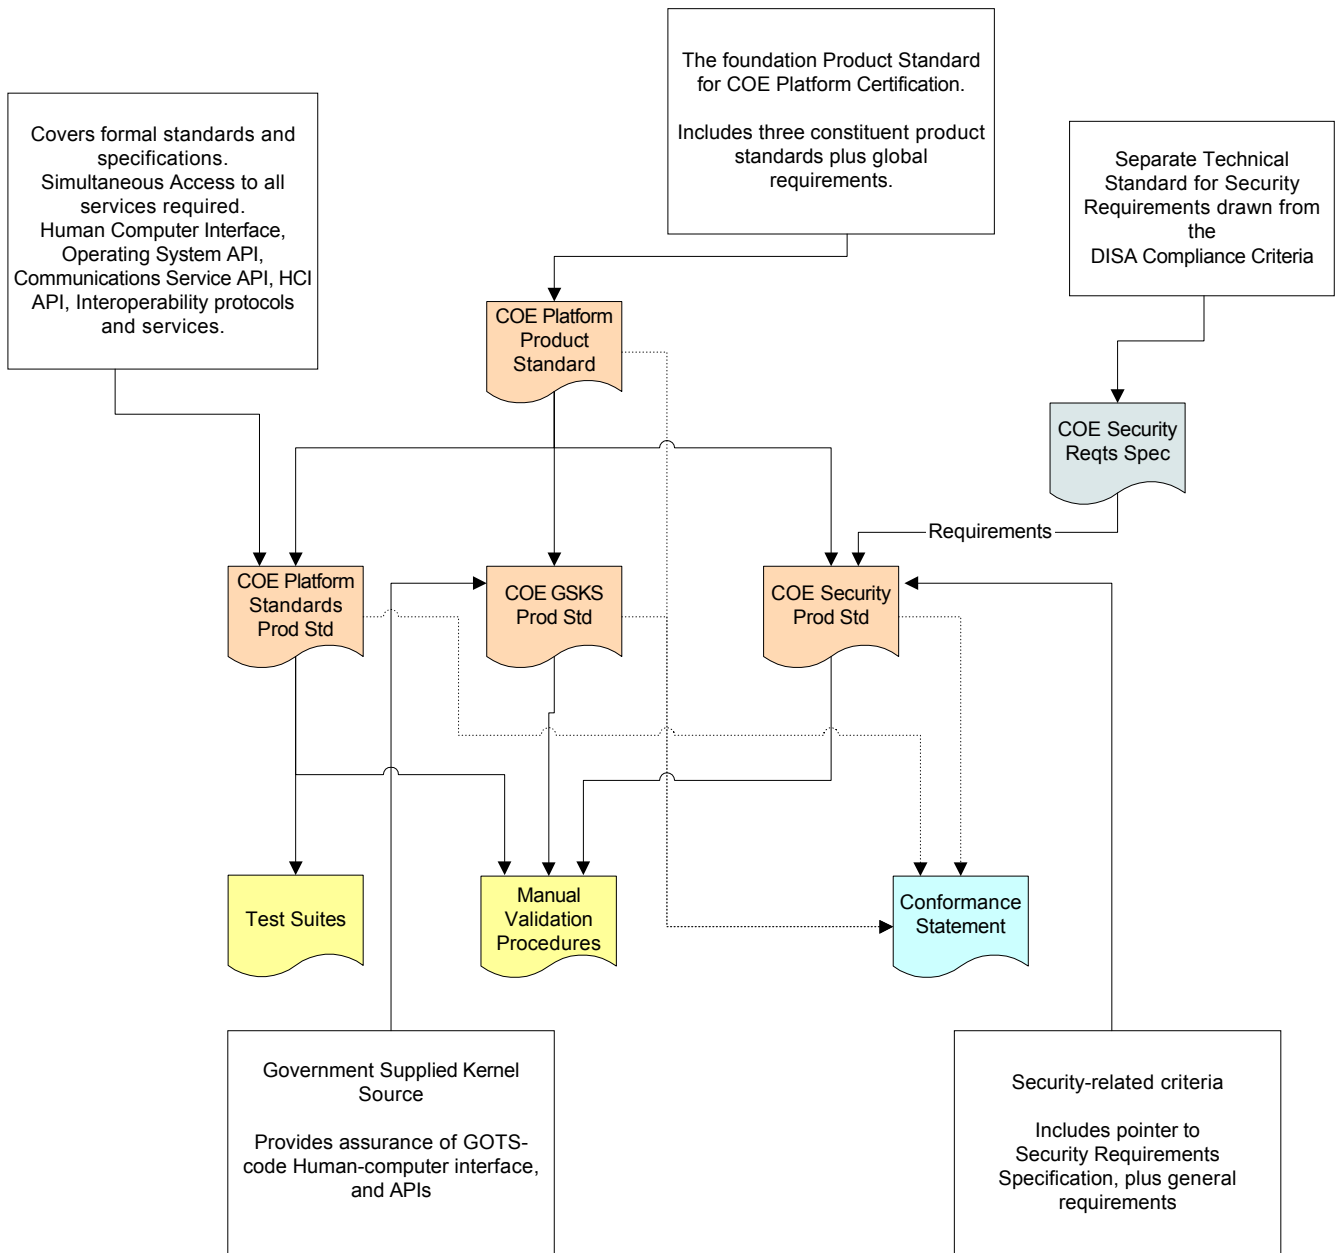 The foundation Product Standard
for COE Platform Certification.
Includes three constituent product
standards plus global
requirements.
Covers formal standards and
specifications.
Simultaneous Access to all
services required.
Human Computer Interface,
Operating System API,
Communications Service API, HCI
API, Interoperability protocols
and services.
Separate Technical
Standard for Security
Requirements drawn from
the
DISA Compliance Criteria
COE Platform
Product
Standard
COE Security
Reqts Spec
Requirements
COE Platform
Standards
Prod Std
COE GSKS
Prod Std
COE Security
Prod Std
Test Suites
Manual
Validation
Procedures
Conformance
Statement
Government Supplied Kernel
Source
Provides assurance of GOTS-
code Human-computer interface,
and APIs
Security-related criteria
Includes pointer to
Security Requirements
Specification, plus general
requirements